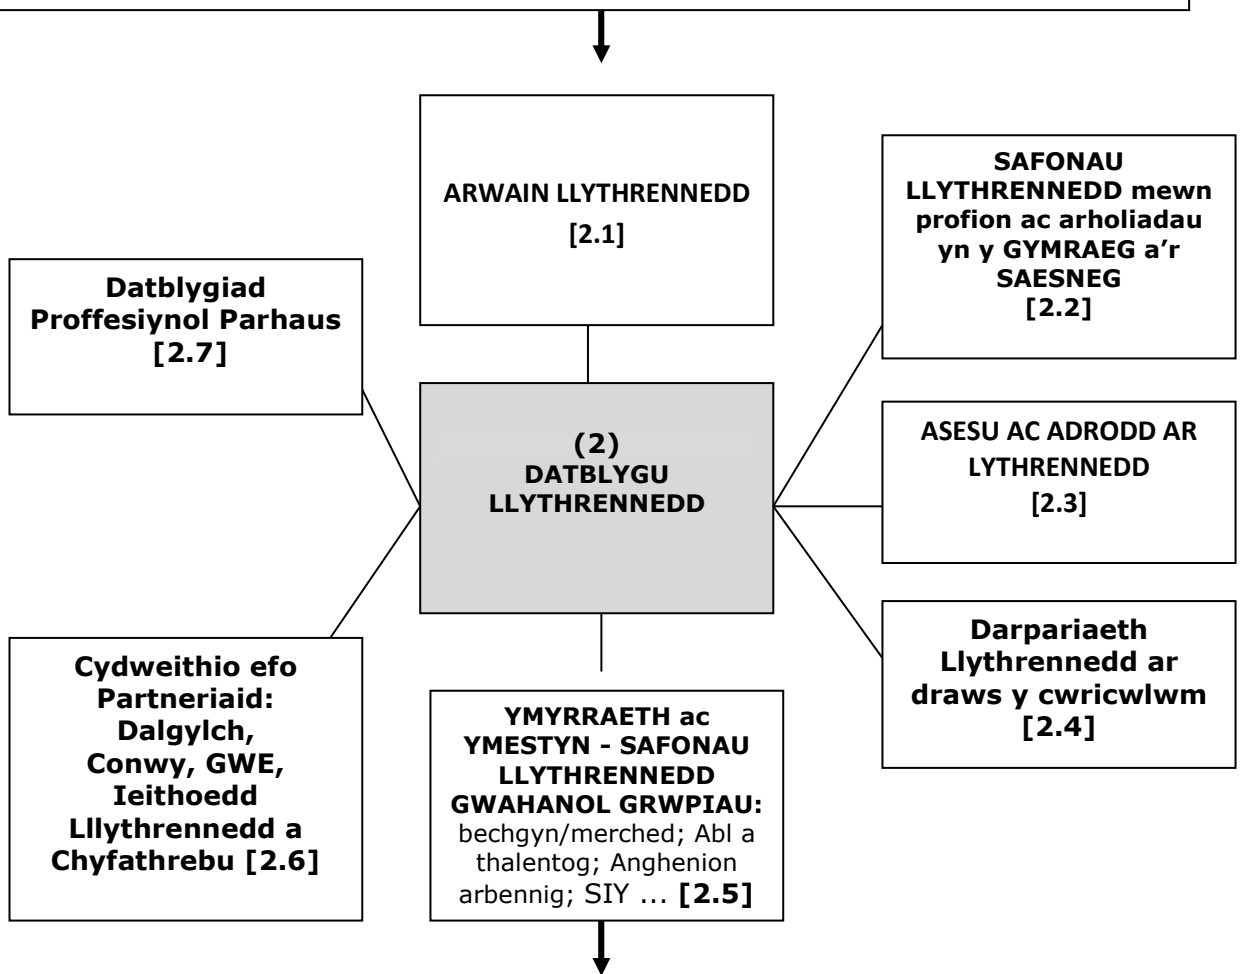 ARWAIN LLYTHRENNEDD
[2.1]
SAFONAU
LLYTHRENNEDD mewn
profion ac arholiadau
yn y GYMRAEG a’r
SAESNEG
[2.2]
Datblygiad
Proffesiynol Parhaus
[2.7]
(2)
DATBLYGU
LLYTHRENNEDD
ASESU AC ADRODD AR
LYTHRENNEDD
[2.3]
Darpariaeth
Llythrennedd ar
draws y cwricwlwm
[2.4]
Cydweithio efo
Partneriaid:
Dalgylch,
Conwy, GWE,
Ieithoedd
Lllythrennedd a
Chyfathrebu [2.6]
YMYRRAETH ac
YMESTYN - SAFONAU
LLYTHRENNEDD
GWAHANOL GRWPIAU:
bechgyn/merched; Abl a
thalentog; Anghenion
arbennig; SIY ... [2.5]